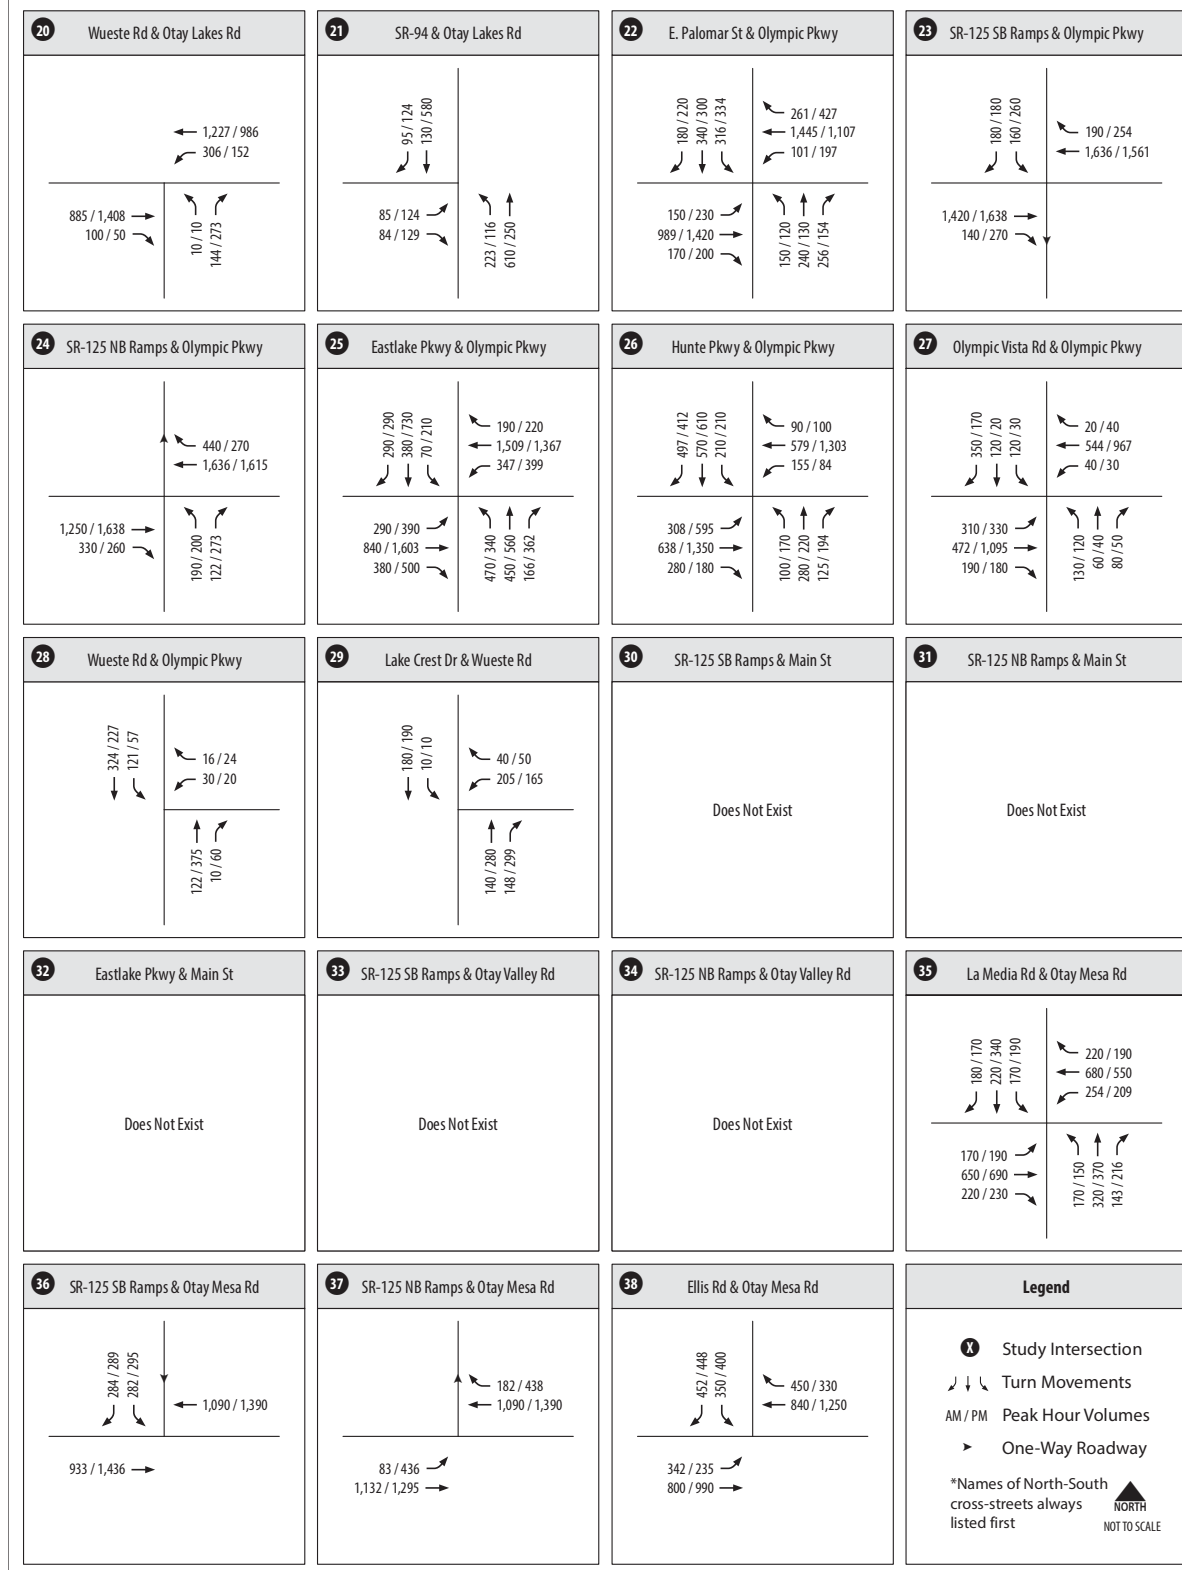 20 Wueste Rd & Otay Lakes Rd
1,227 / 986
306 / 152
885 / 1,408
100 / 50
10 / 10
144 / 273
21 SR-94 & Otay Lakes Rd
95 / 124
130 / 580
85 / 124
84 / 129
223 / 116
610 / 250
22 E. Palomar St & Olympic Pkwy
180 / 220
340 / 300
316 / 334
261 / 427
1,445 / 1,107
101 / 197
150 / 230
989 / 1,420
170 / 200
150 / 120
240 / 130
256 / 154
23 SR-125 SB Ramps & Olympic Pkwy
180 / 180
160 / 260
190 / 254
1,636 / 1,561
1,420 / 1,638
140 / 270
24 SR-125 NB Ramps & Olympic Pkwy
440 / 270
1,636 / 1,615
1,250 / 1,638
330 / 260
190 / 200
122 / 273
25 Eastlake Pkwy & Olympic Pkwy
290 / 290
380 / 730
70 / 210
190 / 220
1,509 / 1,367
347 / 399
290 / 390
840 / 1,603
380 / 500
470 / 340
450 / 560
166 / 362
26 Hunte Pkwy & Olympic Pkwy
497 / 412
570 / 610
210 / 210
90 / 100
579 / 1,303
155 / 84
308 / 595
638 / 1,350
280 / 180
100 / 170
280 / 220
125 / 194
27 Olympic Vista Rd & Olympic Pkwy
350 / 170
120 / 20
120 / 30
20 / 40
544 / 967
40 / 30
310 / 330
472 / 1,095
190 / 180
130 / 120
60 / 40
80 / 50
28 Wueste Rd & Olympic Pkwy
324 / 227
121 / 57
16 / 24
30 / 20
122 / 375
10 / 60
29 Lake Crest Dr & Wueste Rd
180 / 190
10 / 10
40 / 50
205 / 165
140 / 280
148 / 299
30 SR-125 SB Ramps & Main St
Does Not Exist
31 SR-125 NB Ramps & Main St
Does Not Exist
32 Eastlake Pkwy & Main St
Does Not Exist
33 SR-125 SB Ramps & Otay Valley Rd
Does Not Exist
34 SR-125 NB Ramps & Otay Valley Rd
Does Not Exist
35 La Media Rd & Otay Mesa Rd
180 / 170
220 / 340
170 / 190
220 / 190
680 / 550
254 / 209
170 / 190
650 / 690
220 / 230
170 / 150
320 / 370
143 / 216
36 SR-125 SB Ramps & Otay Mesa Rd
284 / 289
282 / 295
1,090 / 1,390
933 / 1,436
37 SR-125 NB Ramps & Otay Mesa Rd
182 / 438
1,090 / 1,390
83 / 436
1,132 / 1,295
38 Ellis Rd & Otay Mesa Rd
452 / 448
350 / 400
450 / 330
840 / 1,250
342 / 235
800 / 990
Legend
X Study Intersection
Turn Movements
AM / PM Peak Hour Volumes
One-Way Roadway
*Names of North-South
cross-streets always
listed first
NORTH
NOT TO SCALE